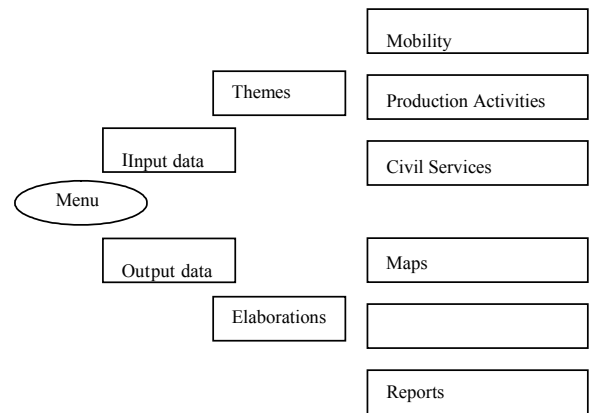 Mobility
Themes
Production Activities
IInput data
Civil Services
Menu
Output data
Maps
Elaborations
Reports